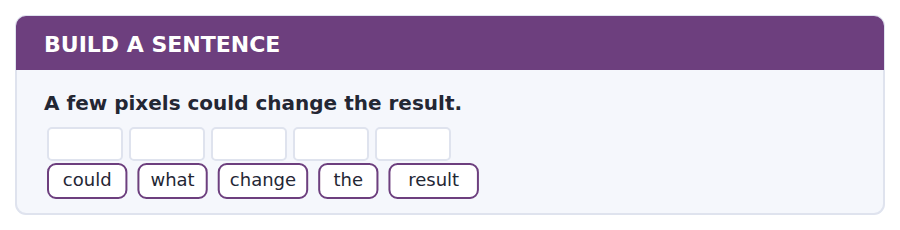 BUILD A SENTENCE
A few pixels could change the result.
could what change the result